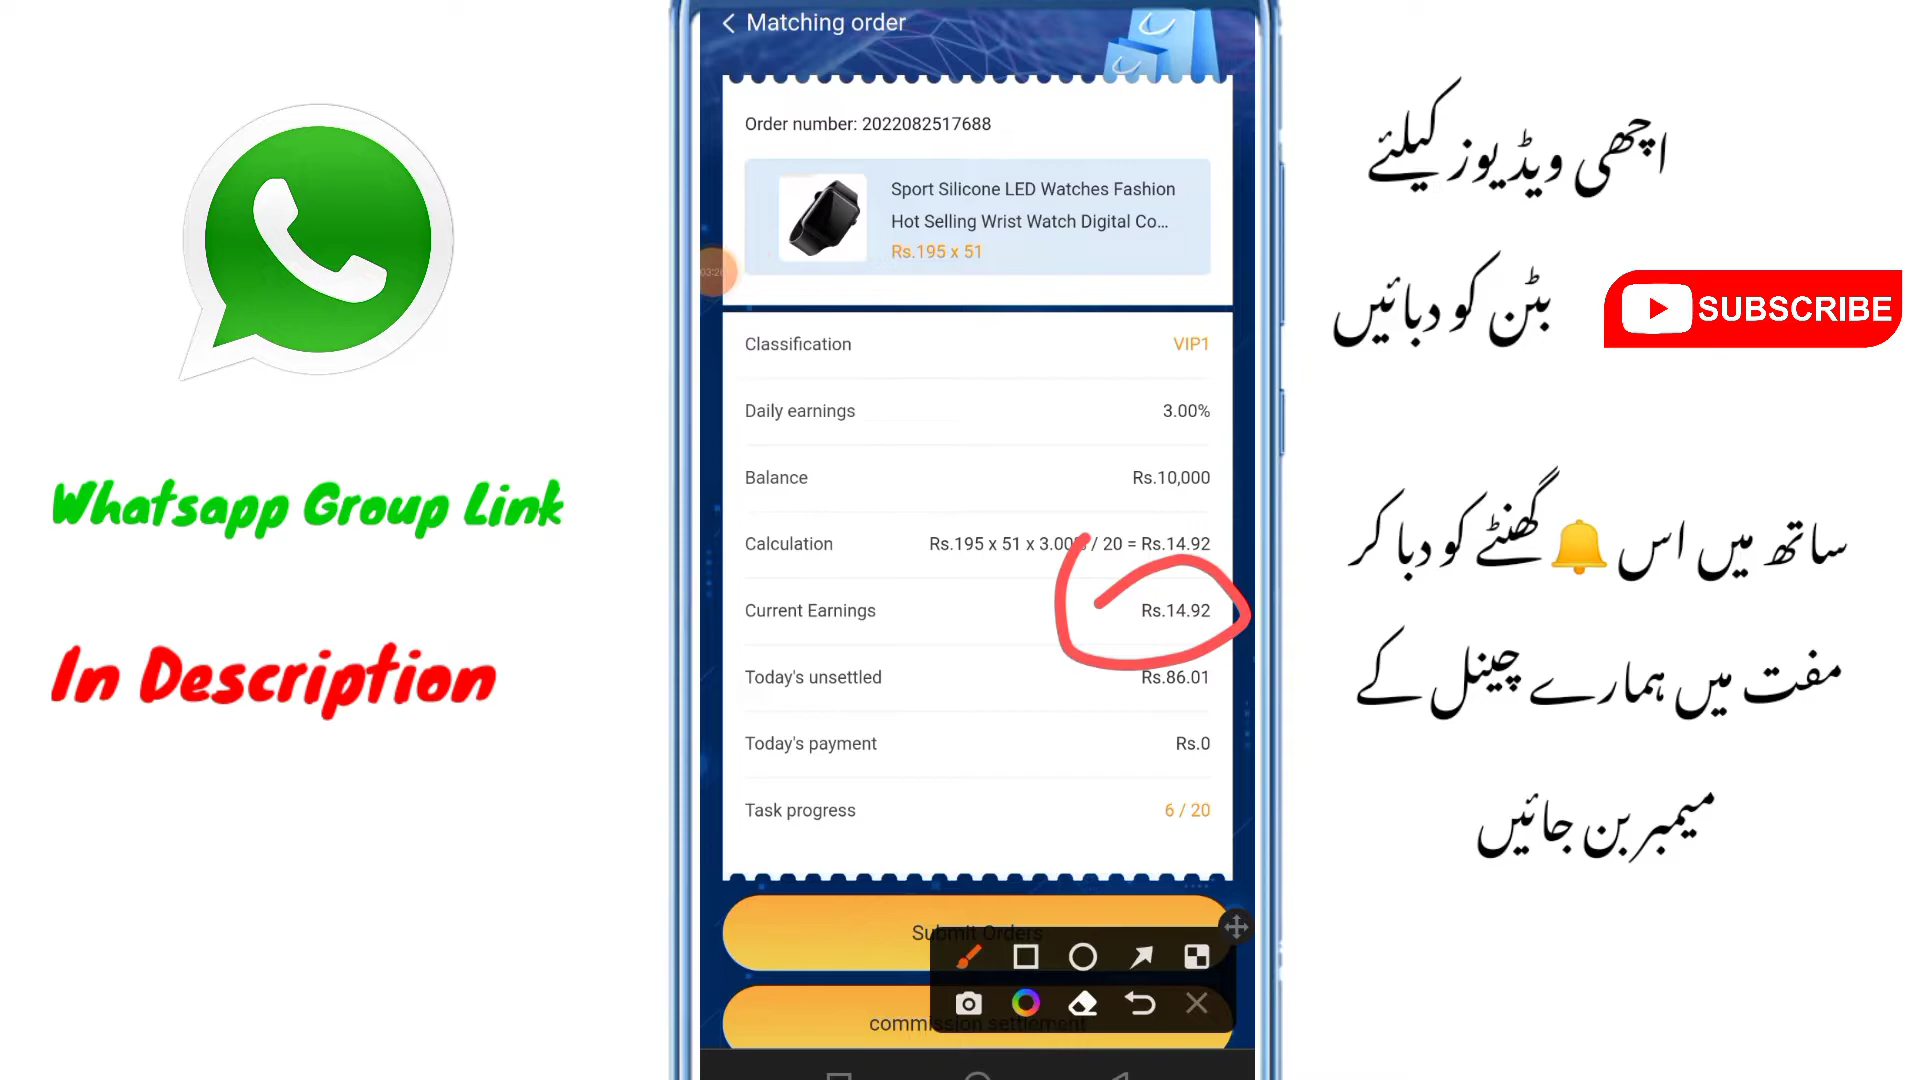 Matching order
Order number: 2022082517688
Sport Silicone LED Watches Fashion
Hot Selling Wrist Watch Digital Co...
Rs.195 x 51
03:26
Classification VIP1
Daily earnings 3.00%
Balance Rs.10,000
Calculation Rs.195 x 51 x 3.00% / 20 = Rs.14.92
Current Earnings Rs.14.92
Today's unsettled Rs.86.01
Today's payment Rs.0
Task progress 6 / 20
Submit Orders
commission settlement
Whatsapp Group Link
In Description
اچھی ویڈیوز کیلئے
بٹن کو دبائیں
SUBSCRIBE
ساتھ میں اس گھنٹے کو دبا کر
مفت میں ہمارے چینل کے
میمبر بن جائیں